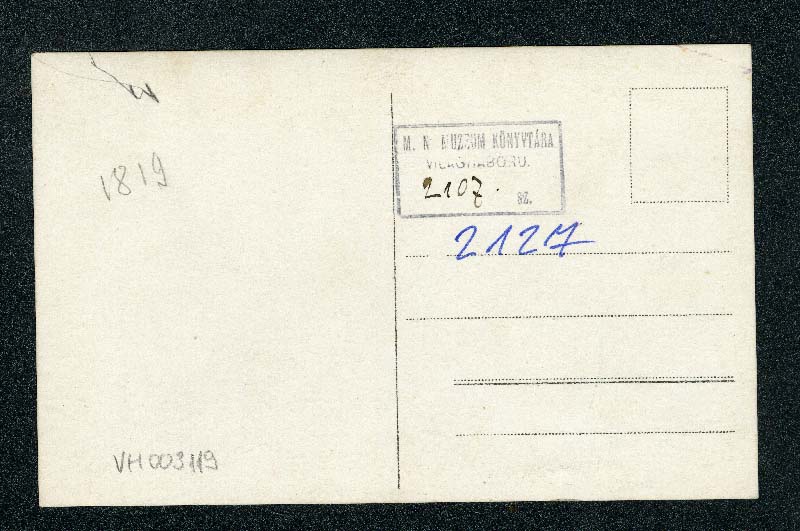 1819
M. N. MUZEUM KÖNYVTÁRA
VILÁGHÁBORU.
2107. SZ.
2127
VH003119